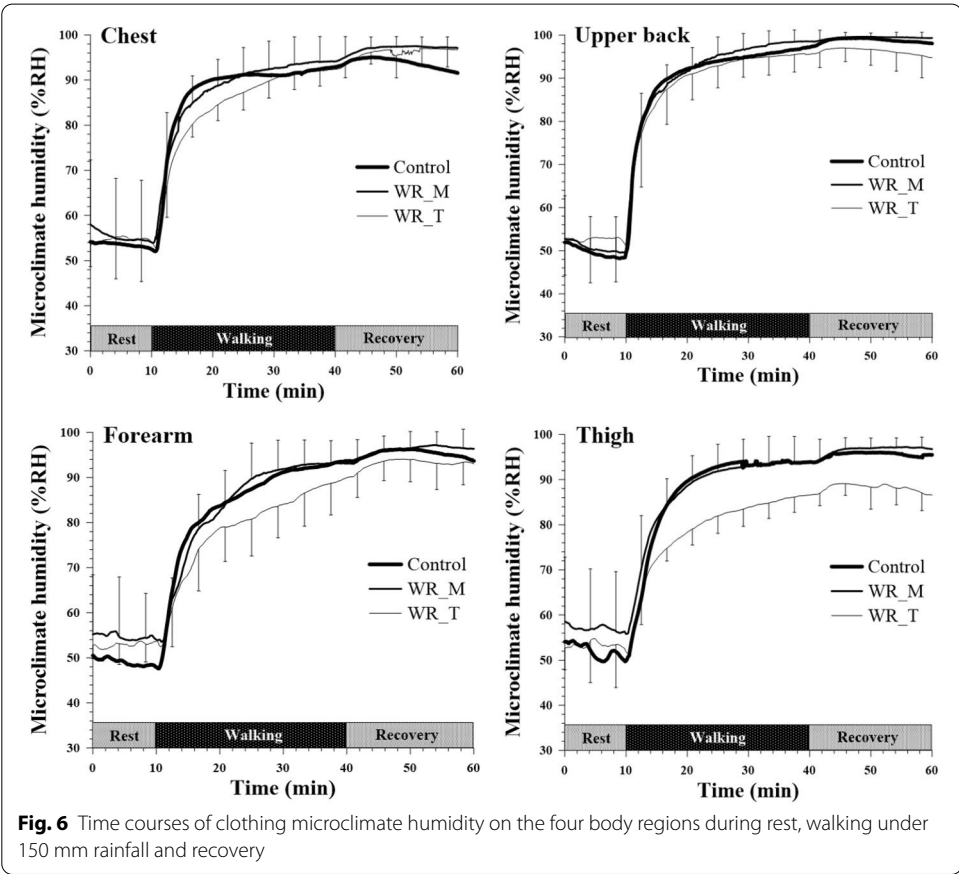 Chest
Microclimate humidity (%RH)
100
90
80
70
60
50
40
30
Control
WR_M
WR_T
Rest Walking Recovery
0 10 20 30 40 50 60
Time (min)
Upper back
Microclimate humidity (%RH)
100
90
80
70
60
50
40
30
Control
WR_M
WR_T
Rest Walking Recovery
0 10 20 30 40 50 60
Time (min)
Forearm
Microclimate humidity (%RH)
100
90
80
70
60
50
40
30
Control
WR_M
WR_T
Rest Walking Recovery
0 10 20 30 40 50 60
Time (min)
Thigh
Microclimate humidity (%RH)
100
90
80
70
60
50
40
30
Control
WR_M
WR_T
Rest Walking Recovery
0 10 20 30 40 50 60
Time (min)
Fig. 6 Time courses of clothing microclimate humidity on the four body regions during rest, walking under
150 mm rainfall and recovery